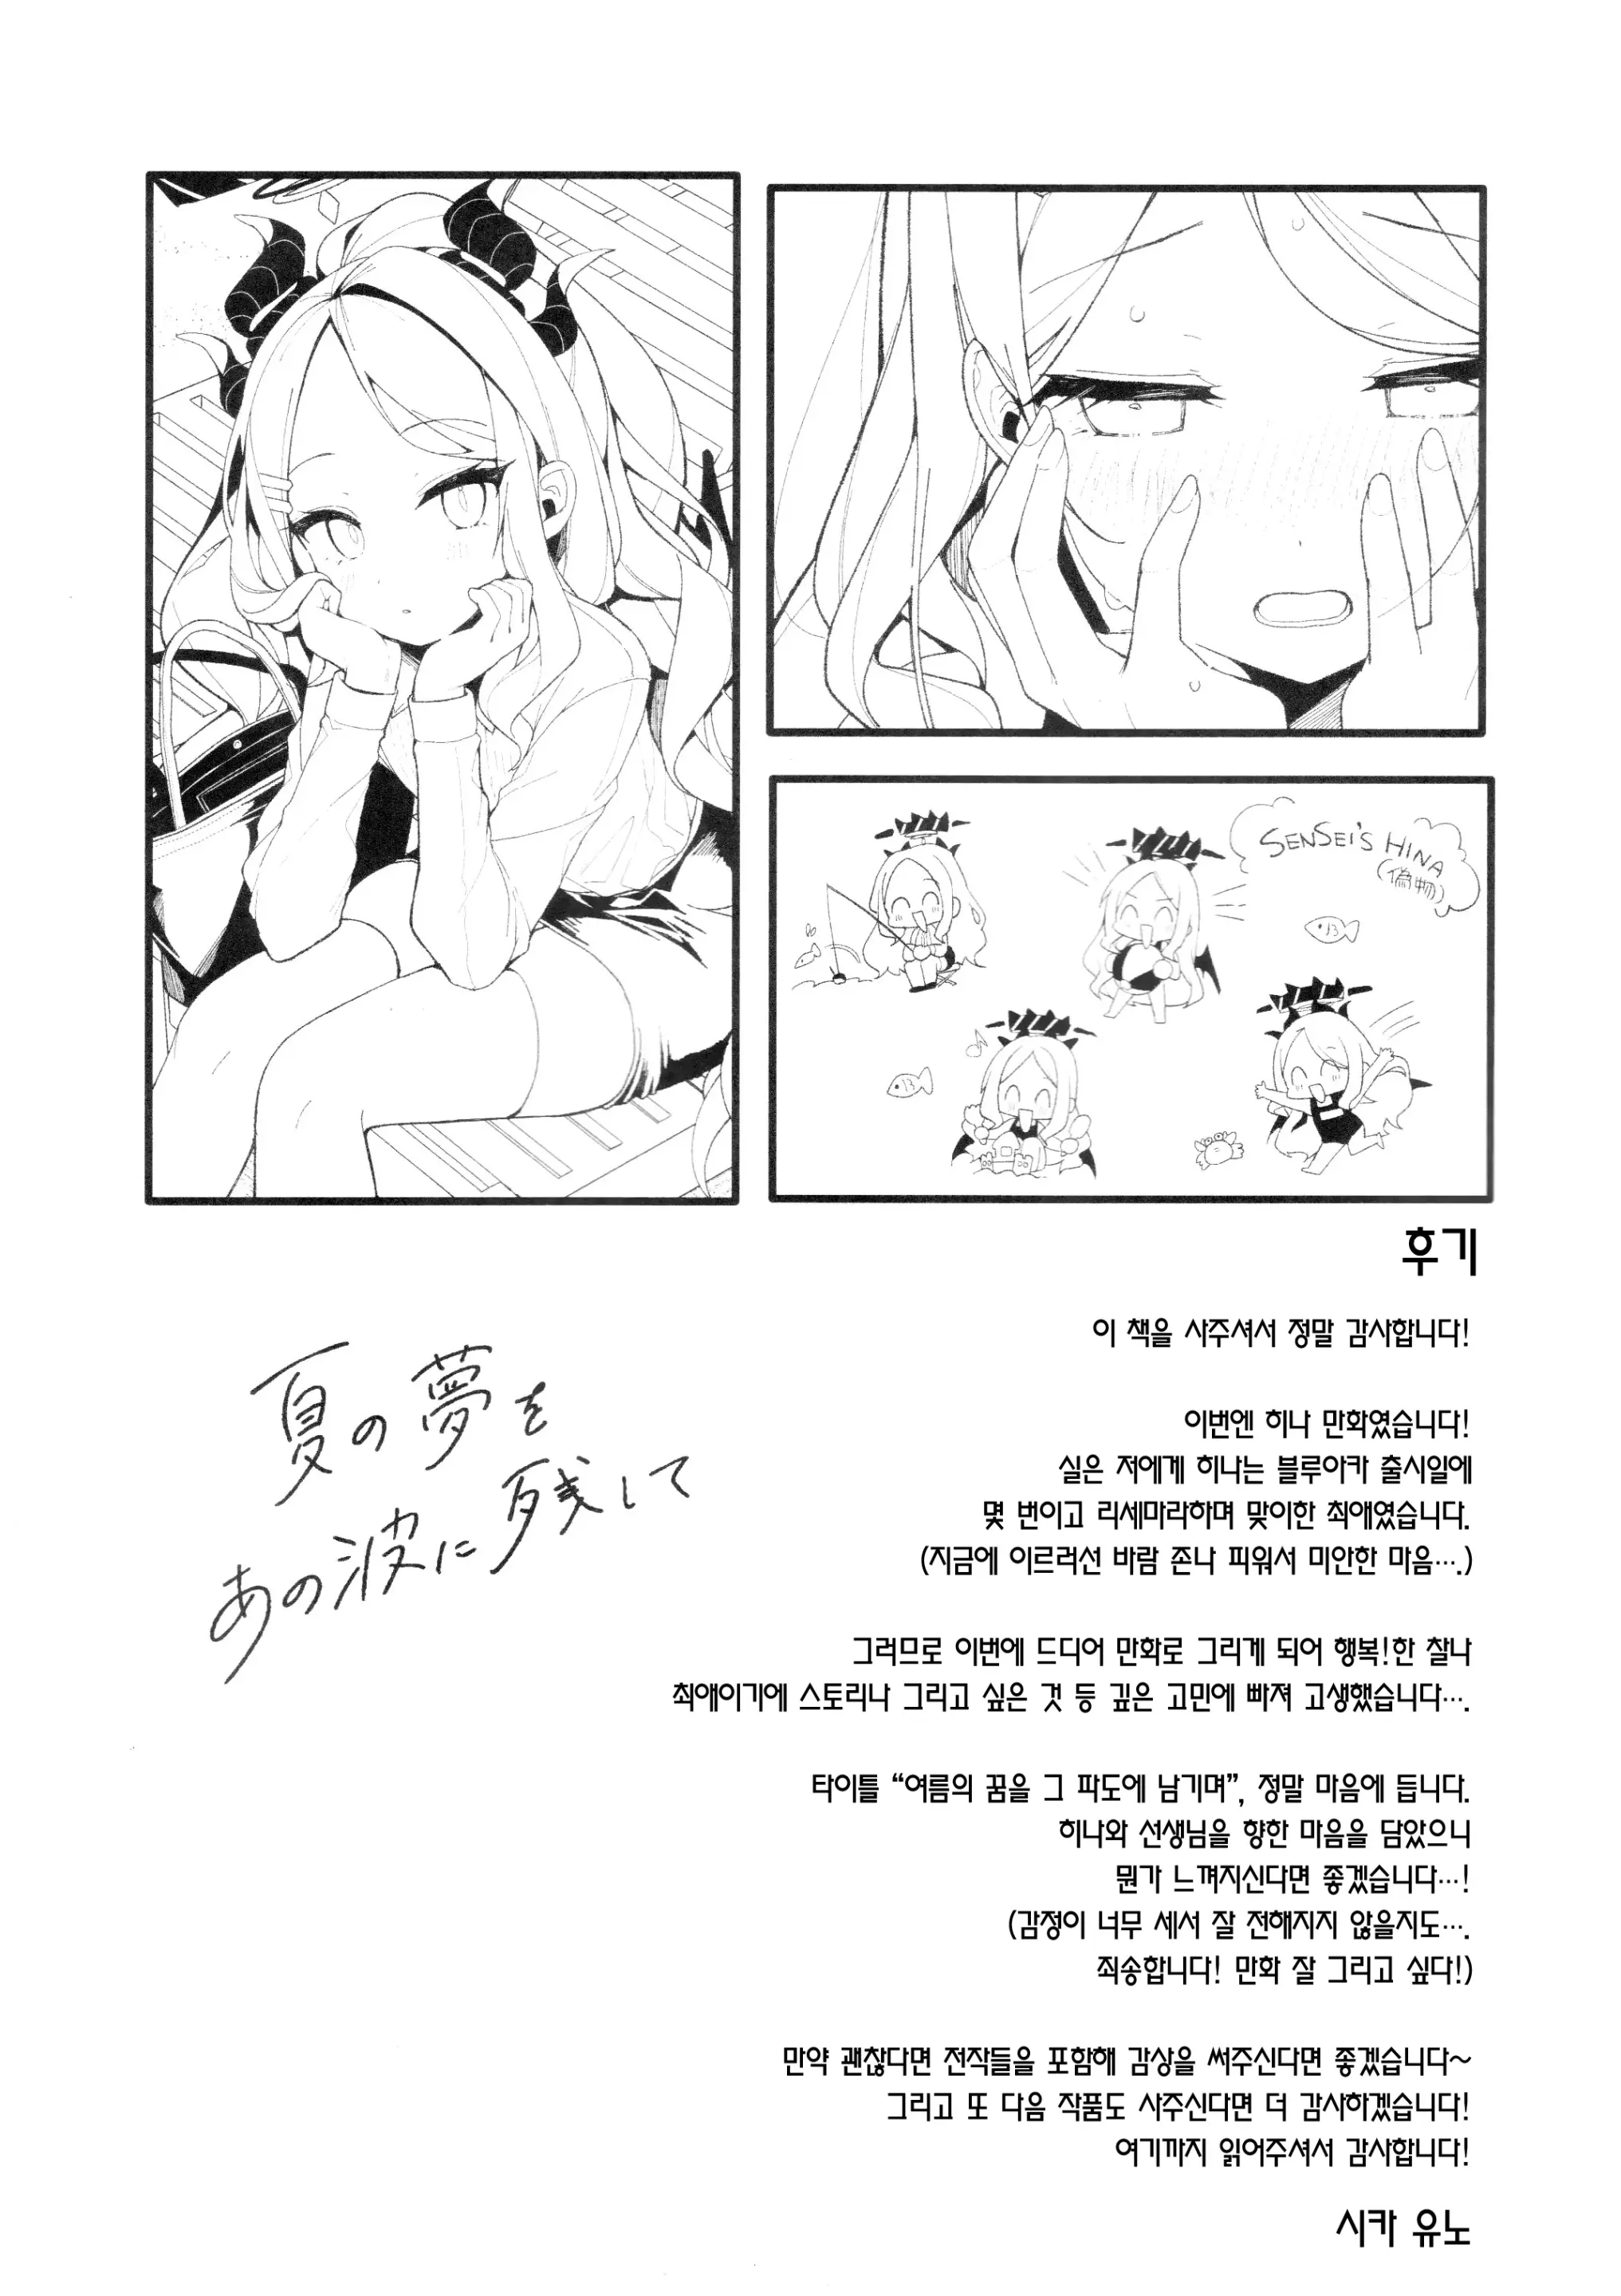 SENSEI'S HINA
(偽物)
후기
이 책을 사주셔서 정말 감사합니다!
이번엔 히나 만화였습니다!
실은 저에게 히나는 블루아카 출시일에
몇 번이고 리세마라하며 맞이한 최애였습니다.
(지금에 이르러선 바람 존나 피워서 미안한 마음….)
그러므로 이번에 드디어 만화로 그리게 되어 행복!한 찰나
최애이기에 스토리나 그리고 싶은 것 등 깊은 고민에 빠져 고생했습니다….
타이틀 “여름의 꿈을 그 파도에 남기며”, 정말 마음에 듭니다.
히나와 선생님을 향한 마음을 담았으니
뭔가 느껴지신다면 좋겠습니다…!
(감정이 너무 세서 잘 전해지지 않을지도….
죄송합니다! 만화 잘 그리고 싶다!)
만약 괜찮다면 전작들을 포함해 감상을 써주신다면 좋겠습니다~
그리고 또 다음 작품도 사주신다면 더 감사하겠습니다!
여기까지 읽어주셔서 감사합니다!
시카 유노
夏の夢を
あの波に残して